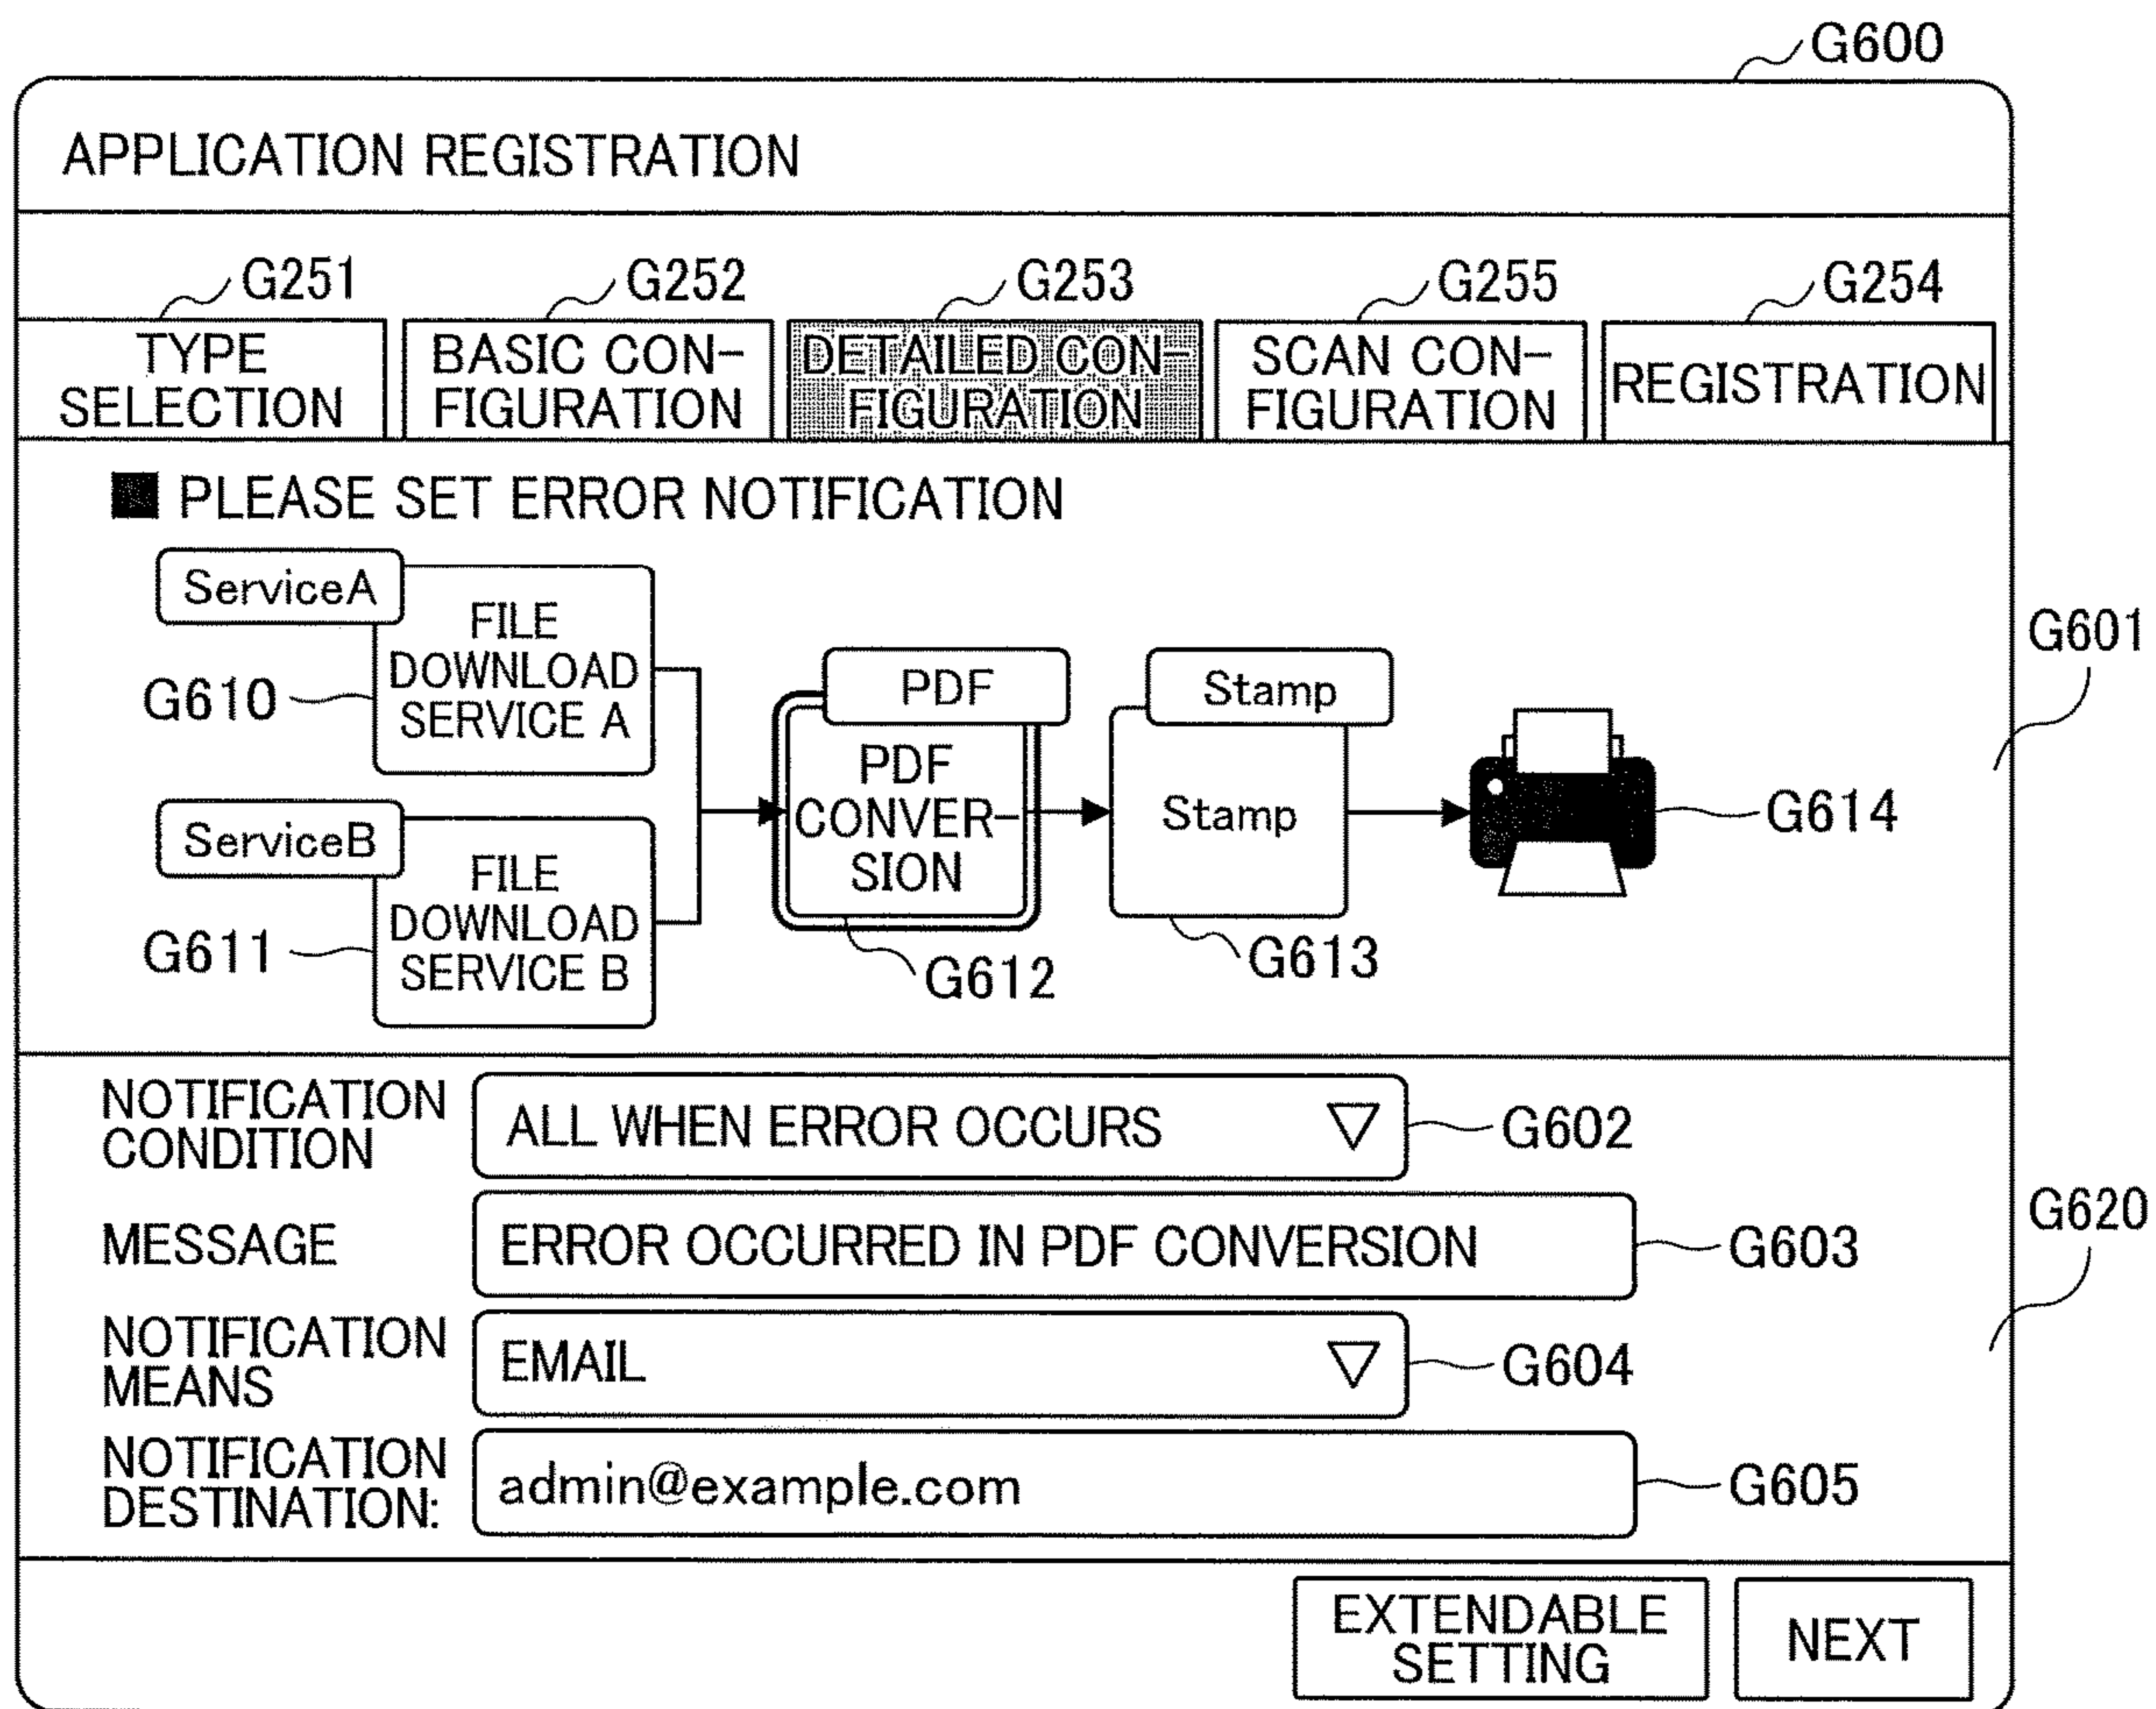 G600
APPLICATION REGISTRATION
G251
G252
G253
G255
G254
TYPE
SELECTION
BASIC CON-
FIGURATION
DETAILED CON-
FIGURATION
SCAN CON-
FIGURATION
REGISTRATION
PLEASE SET ERROR NOTIFICATION
ServiceA
FILE
DOWNLOAD
SERVICE A
G610
ServiceB
FILE
DOWNLOAD
SERVICE B
G611
PDF
PDF
CONVER-
SION
G612
Stamp
Stamp
G613
G614
G601
NOTIFICATION
CONDITION
ALL WHEN ERROR OCCURS
G602
MESSAGE
ERROR OCCURRED IN PDF CONVERSION
G603
G620
NOTIFICATION
MEANS
EMAIL
G604
NOTIFICATION
DESTINATION:
admin@example.com
G605
EXTENDABLE
SETTING
NEXT